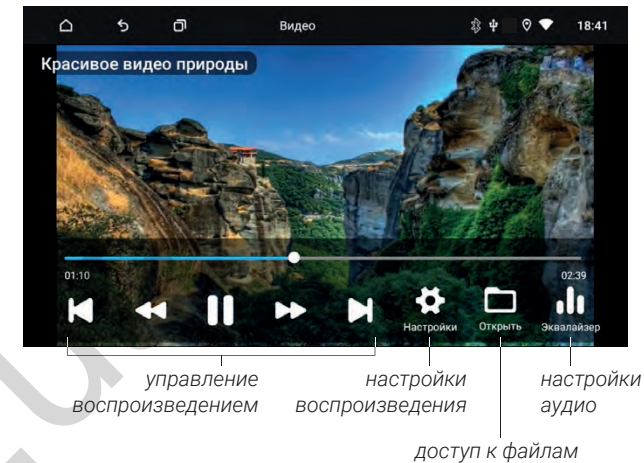 Видео
18:41
Красивое видео природы
01:10
02:39
Настройки
Открыть
Эквалайзер
управление
воспроизведением
настройки
воспроизведения
настройки
аудио
доступ к файлам